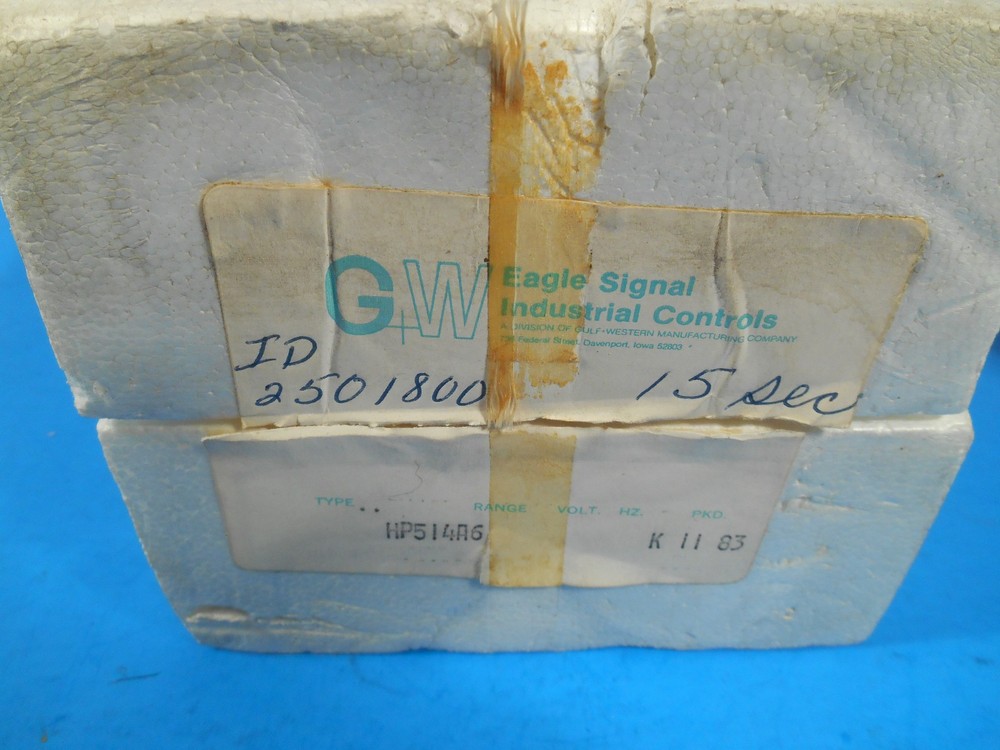 G+W
Eagle Signal
Industrial Controls
A DIVISION OF GULF+WESTERN MANUFACTURING COMPANY
736 Federal Street, Davenport, Iowa 52803
ID
2501800 15 sec
TYPE RANGE VOLT. HZ. PKD.
HP514A6 K 11 83